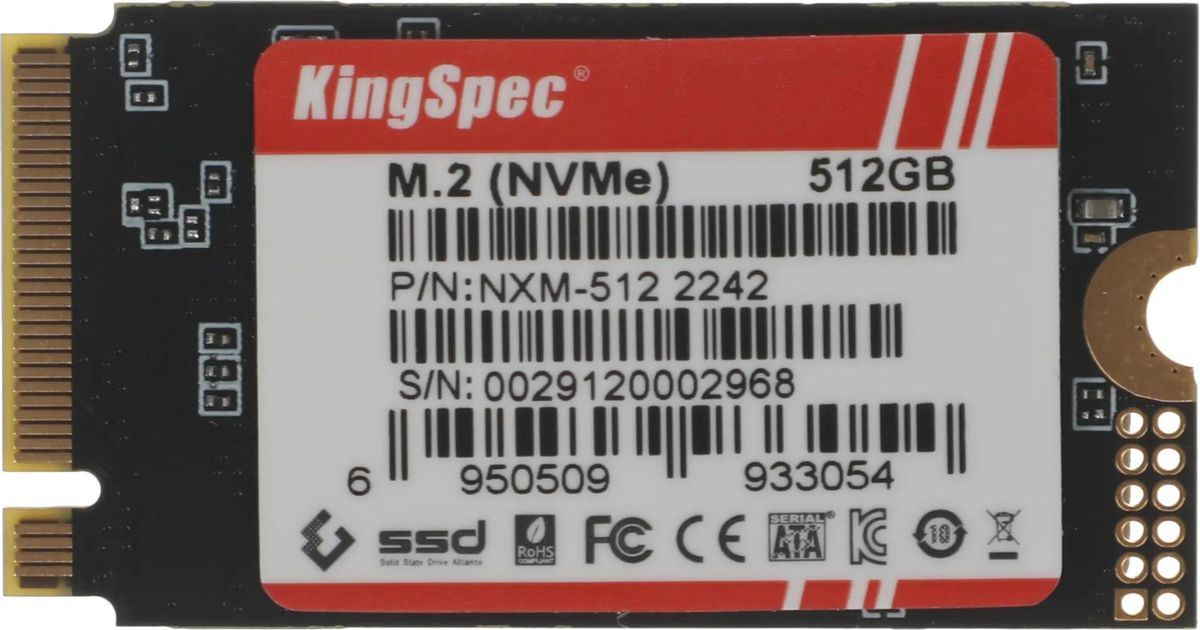 KingSpec®
M.2 (NVMe) 512GB
P/N:NXM-512 2242
S/N: 0029120002968
6 950509 933054
ssd
Solid State Drive Alliance
RoHS
COMPLIANT
FC CE
SERIAL®
ATA
KC
10